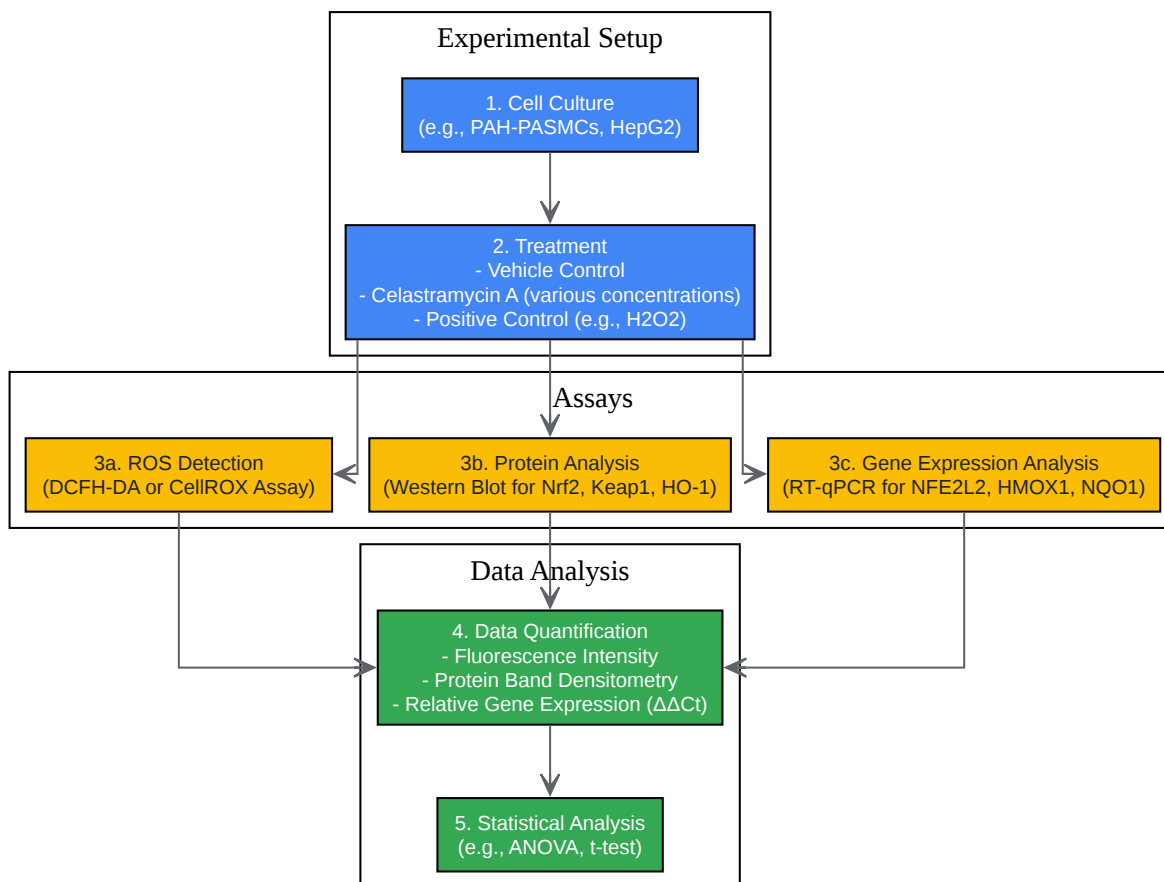 Experimental Setup
1. Cell Culture
(e.g., PAH-PASMCs, HepG2)
2. Treatment
- Vehicle Control
- Celastramycin A (various concentrations)
- Positive Control (e.g., H2O2)
Assays
3a. ROS Detection
(DCFH-DA or CellROX Assay)
3b. Protein Analysis
(Western Blot for Nrf2, Keap1, HO-1)
3c. Gene Expression Analysis
(RT-qPCR for NFE2L2, HMOX1, NQO1)
Data Analysis
4. Data Quantification
- Fluorescence Intensity
- Protein Band Densitometry
- Relative Gene Expression (ΔΔCt)
5. Statistical Analysis
(e.g., ANOVA, t-test)